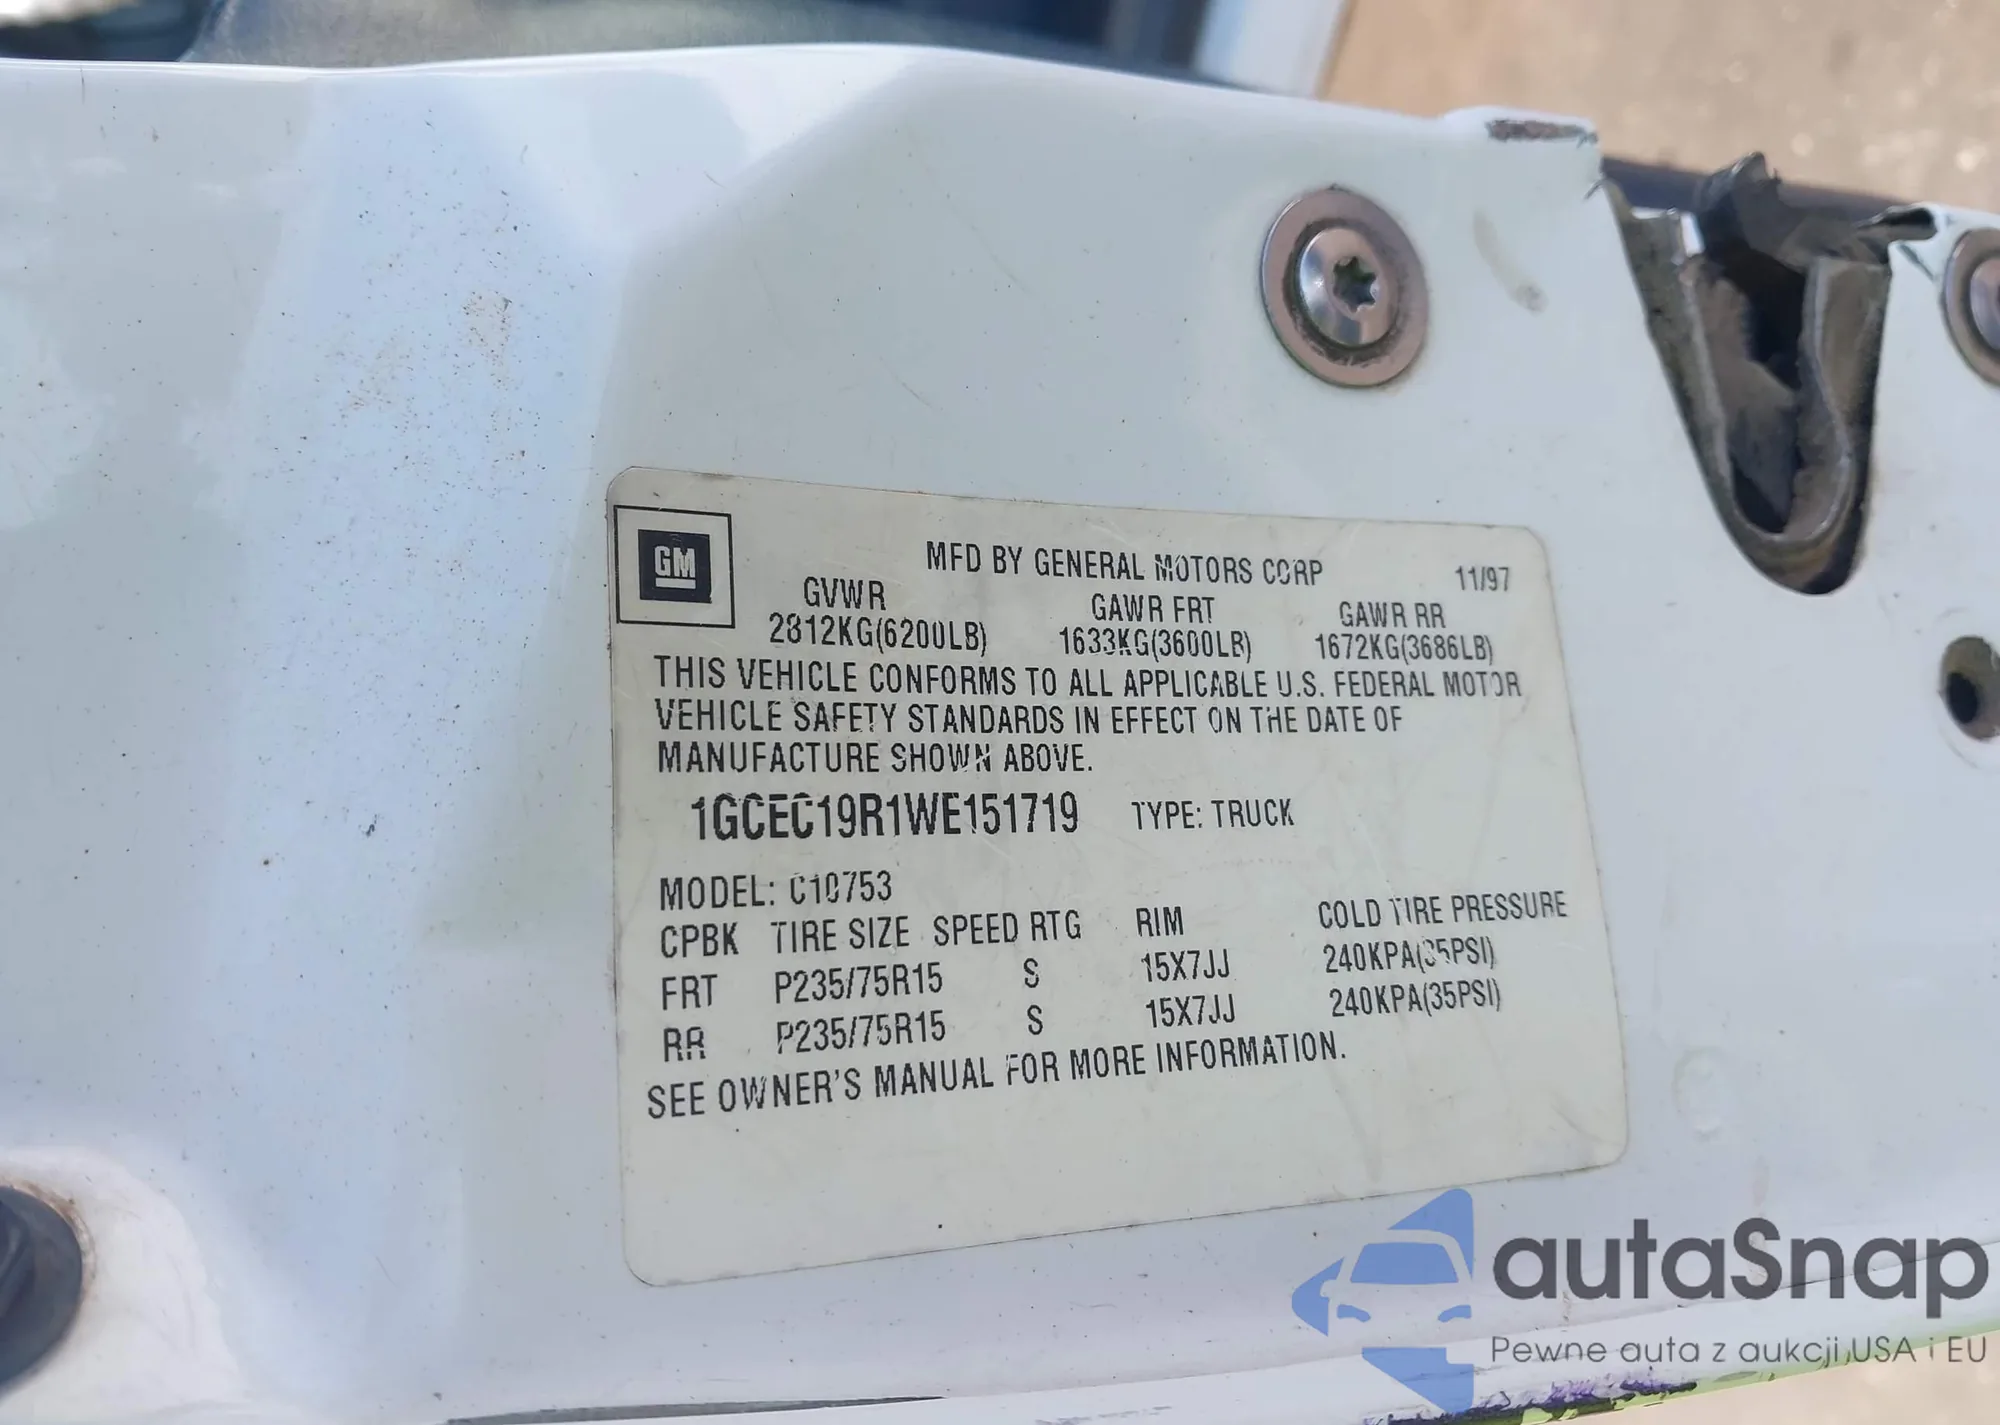 GM
MFD BY GENERAL MOTORS CORP 11/97
GVWR GAWR FRT GAWR RR
2812KG(6200LB) 1633KG(3600LB) 1672KG(3686LB)
THIS VEHICLE CONFORMS TO ALL APPLICABLE U.S. FEDERAL MOTOR
VEHICLE SAFETY STANDARDS IN EFFECT ON THE DATE OF
MANUFACTURE SHOWN ABOVE.
1GCEC19R1WE151719 TYPE: TRUCK
MODEL: C10753
CPBK TIRE SIZE SPEED RTG RIM COLD TIRE PRESSURE
FRT P235/75R15 S 15X7JJ 240KPA(35PSI)
RR P235/75R15 S 15X7JJ 240KPA(35PSI)
SEE OWNER'S MANUAL FOR MORE INFORMATION.
autaSnap
Pewne auta z aukcji USA i EU